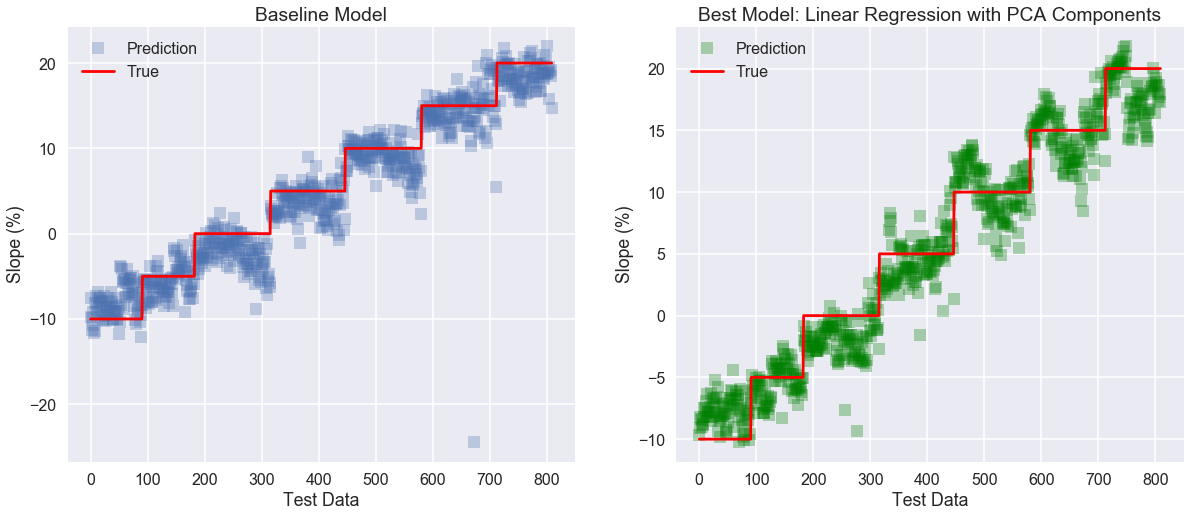 Baseline Model
Prediction
True
20
10
0
−10
−20
Slope (%)
0 100 200 300 400 500 600 700 800
Test Data
Best Model: Linear Regression with PCA Components
Prediction
True
20
15
10
5
0
−5
−10
Slope (%)
0 100 200 300 400 500 600 700 800
Test Data